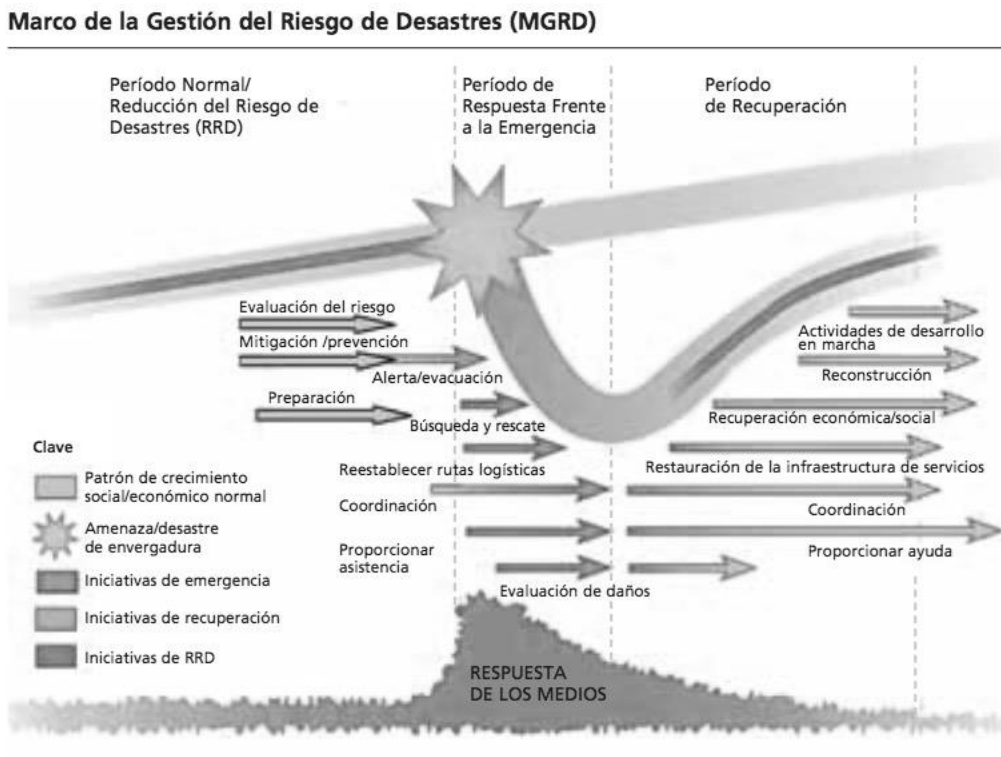 Marco de la Gestión del Riesgo de Desastres (MGRD)
Período Normal/
Reducción del Riesgo de
Desastres (RRD)
Período de
Respuesta Frente
a la Emergencia
Período
de Recuperación
Evaluación del riesgo
Mitigación /prevención
Alerta/evacuación
Preparación
Búsqueda y rescate
Reestablecer rutas logísticas
Coordinación
Proporcionar
asistencia
Evaluación de daños
Actividades de desarrollo
en marcha
Reconstrucción
Recuperación económica/social
Restauración de la infraestructura de servicios
Coordinación
Proporcionar ayuda
Clave
Patrón de crecimiento
social/económico normal
Amenaza/desastre
de envergadura
Iniciativas de emergencia
Iniciativas de recuperación
Iniciativas de RRD
RESPUESTA
DE LOS MEDIOS